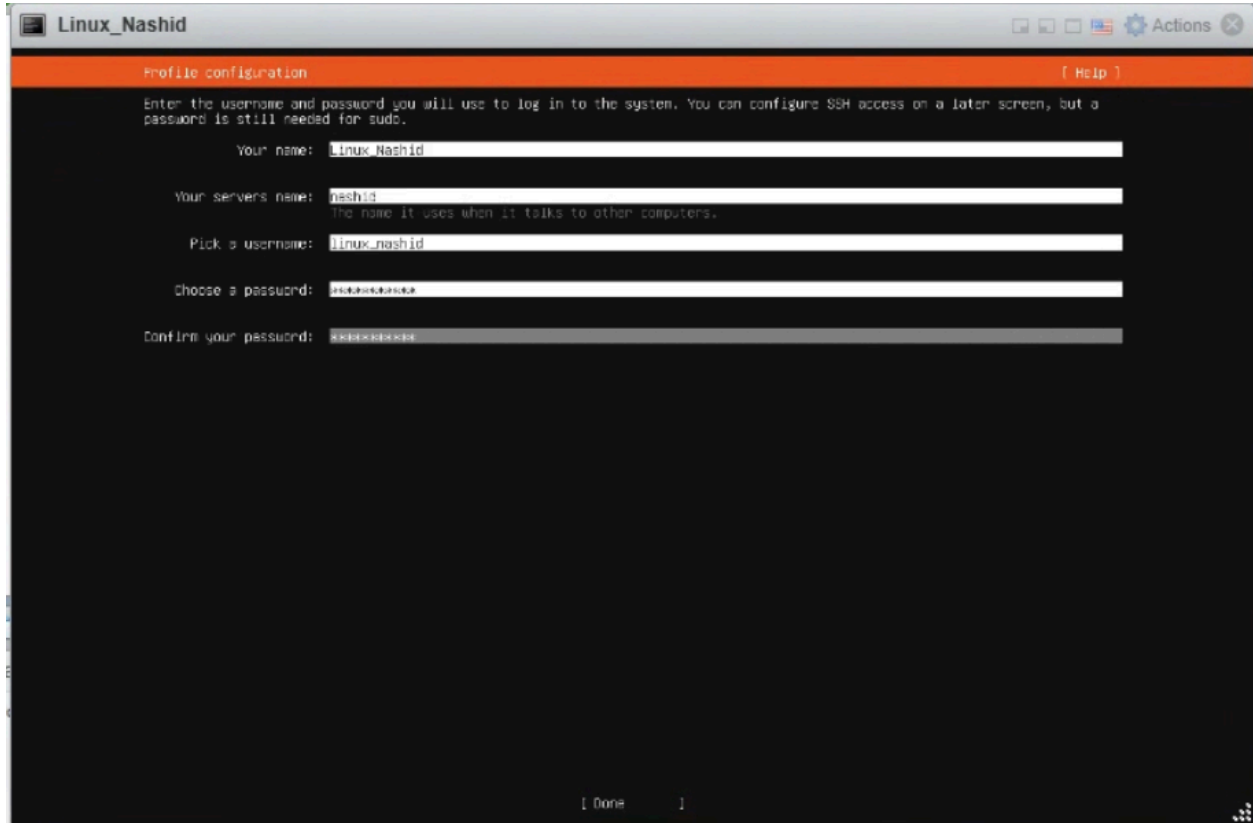 Linux_Nashid
Actions
Profile configuration [ Help ]
Enter the username and password you will use to log in to the system. You can configure SSH access on a later screen, but a
password is still needed for sudo.
Your name: Linux_Nashid
Your servers name: nashid
The name it uses when it talks to other computers.
Pick a username: linux_nashid
Choose a password: ************
Confirm your password: ************
[ Done ]